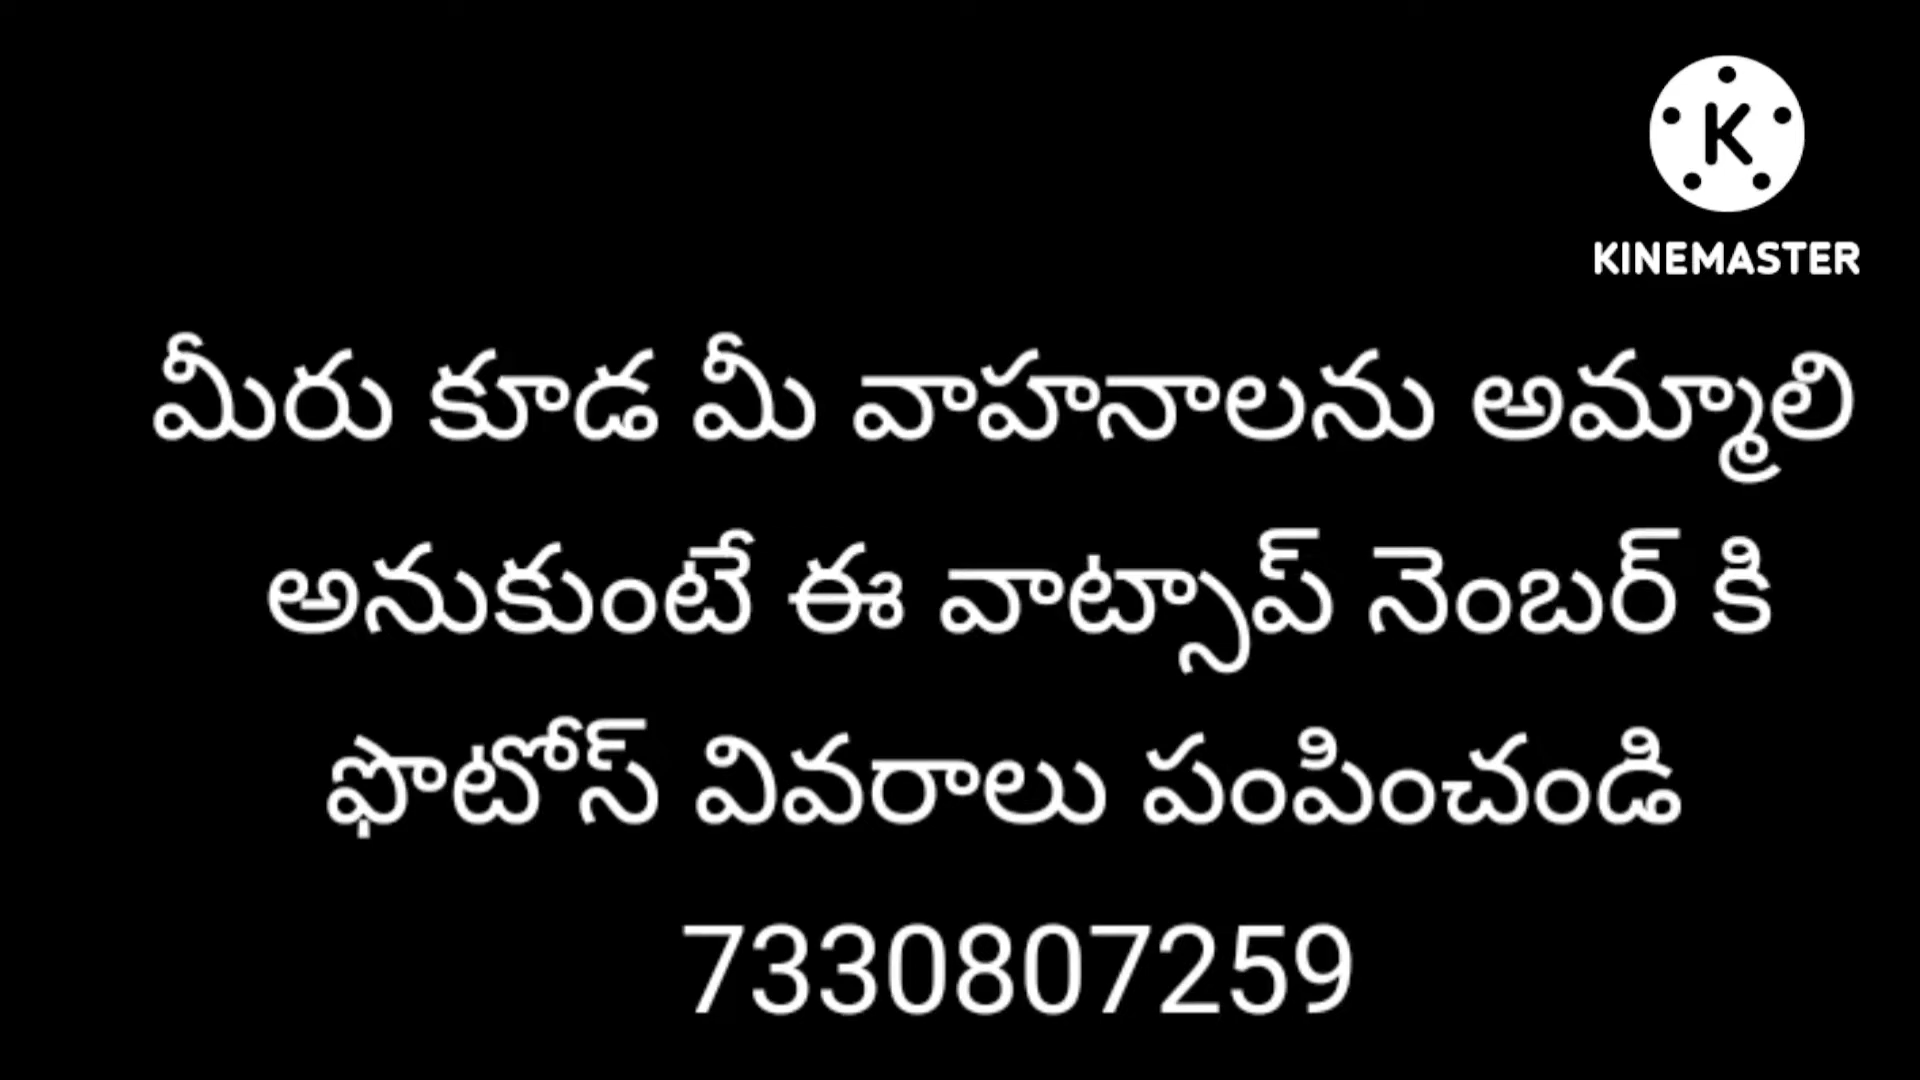 KINEMASTER
మీరు కూడ మీ వాహనాలను అమ్మాలి
అనుకుంటే ఈ వాట్సాప్ నెంబర్ కి
ఫొటోస్ వివరాలు పంపించండి
7330807259